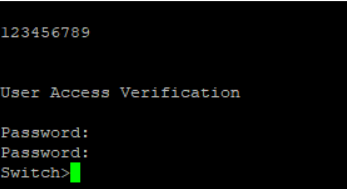 123456789
User Access Verification
Password:
Password:
Switch>